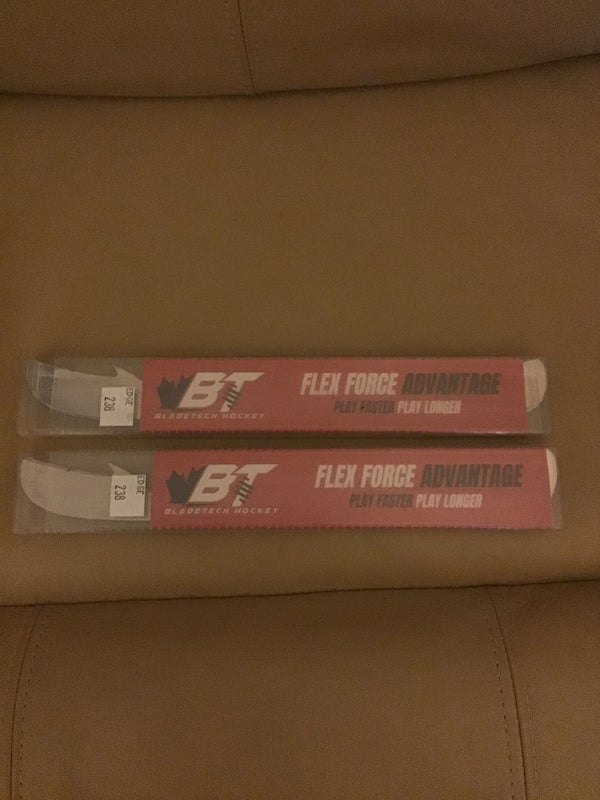 EDGE
238
BT
BLADETECH HOCKEY
FLEX FORCE ADVANTAGE
PLAY FASTER PLAY LONGER
EDGE
238
BT
BLADETECH HOCKEY
FLEX FORCE ADVANTAGE
PLAY FASTER PLAY LONGER